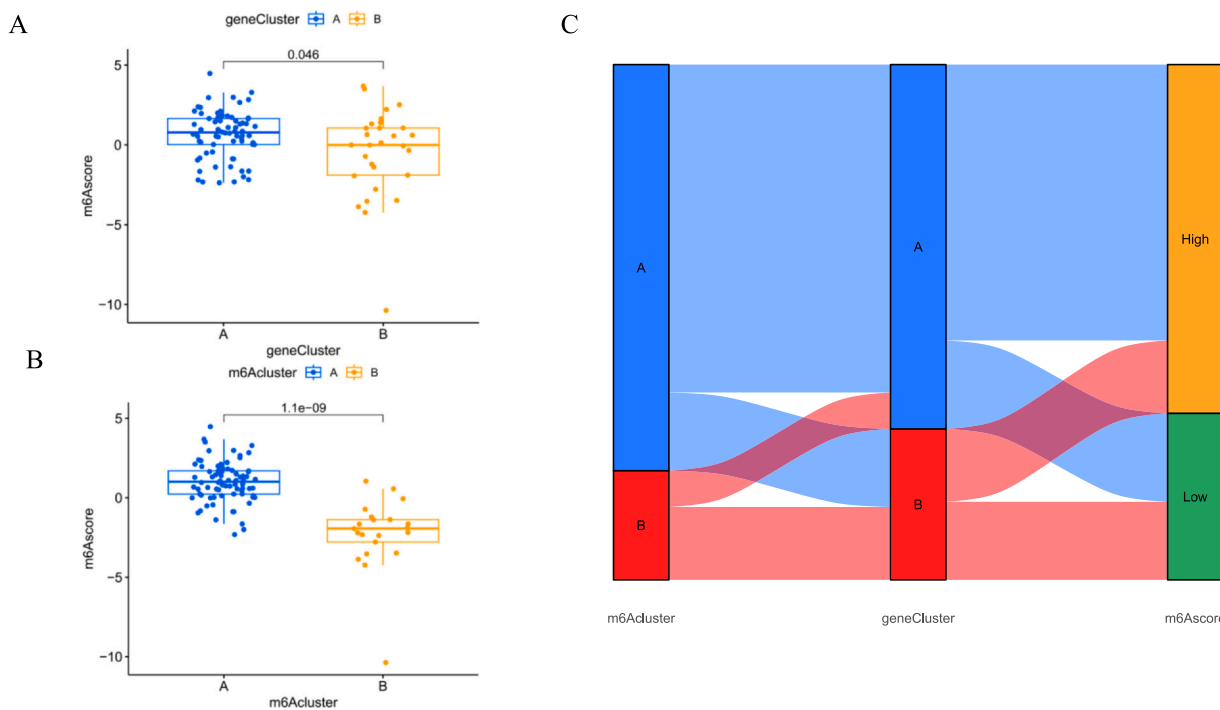 A
geneCluster A B
0.046
5
0
−5
−10
m6Ascore
A B
geneCluster
B
m6Acluster A B
1.1e−09
5
0
−5
−10
m6Ascore
A B
m6Acluster
C
A A High
B B Low
m6Acluster geneCluster m6Ascore